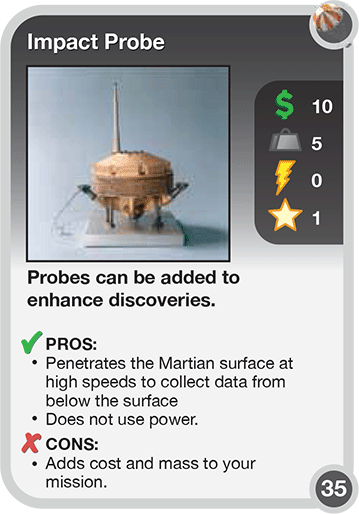 Impact Probe
$ 10
5
0
1
Probes can be added to
enhance discoveries.
PROS:
• Penetrates the Martian surface at
high speeds to collect data from
below the surface
• Does not use power.
CONS:
• Adds cost and mass to your
mission.
35